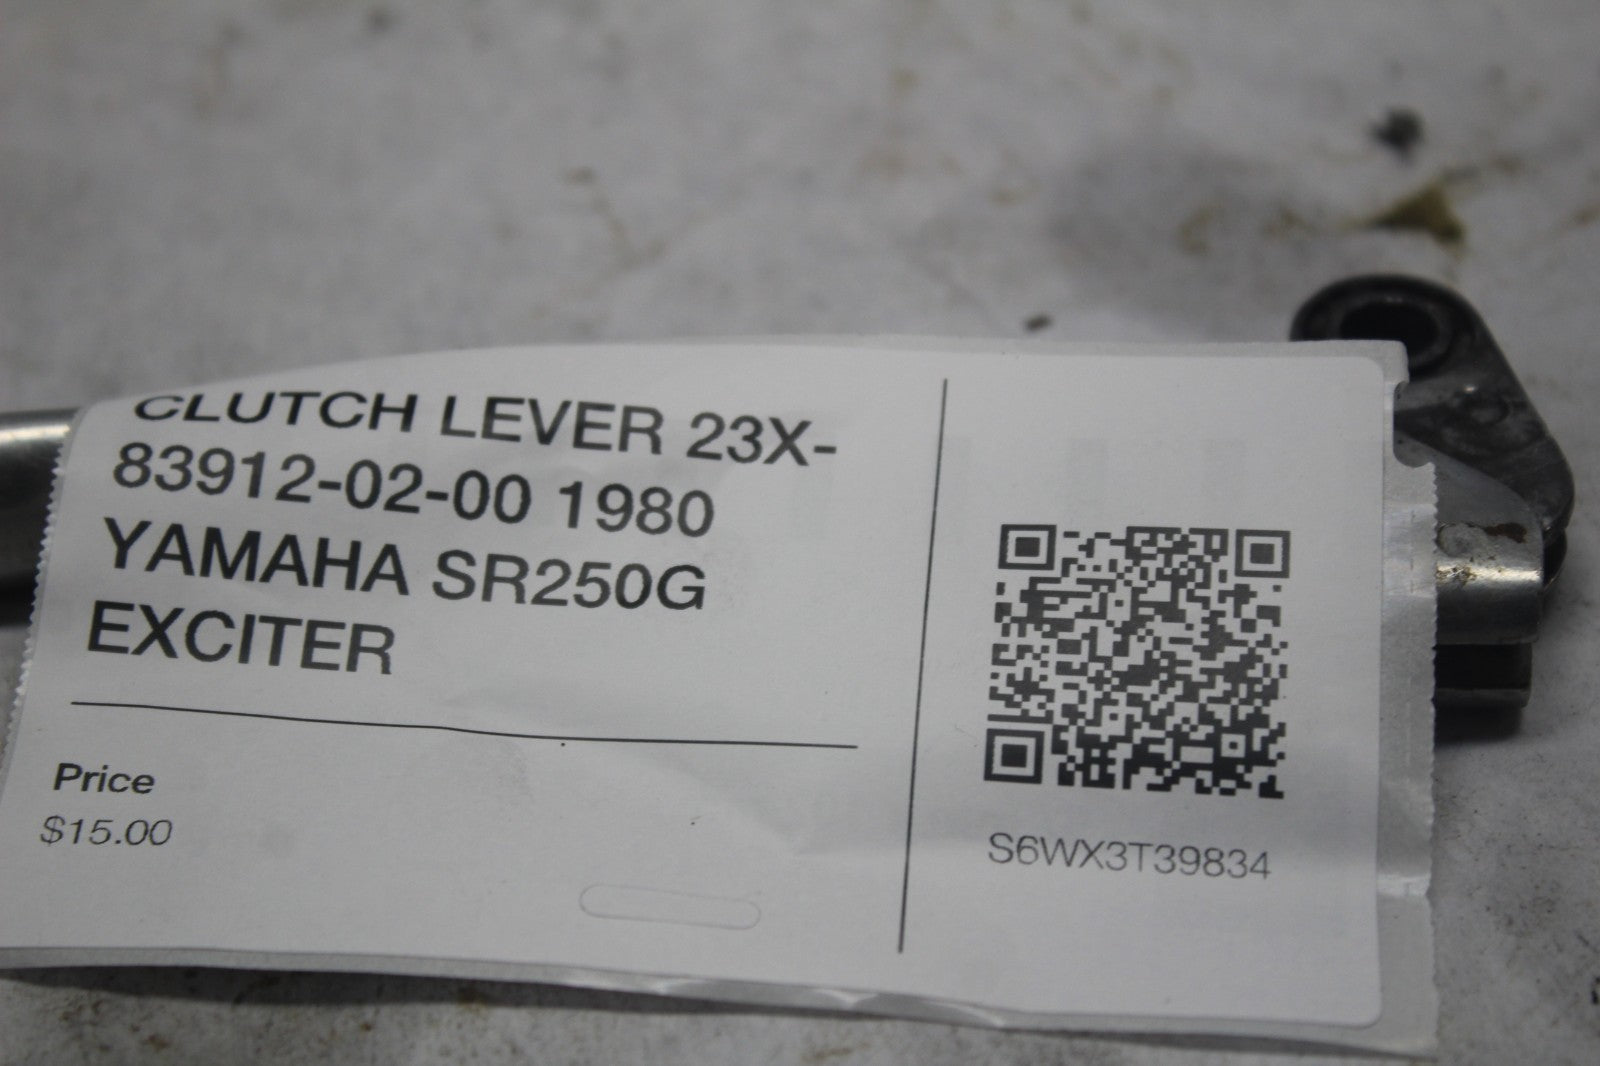 CLUTCH LEVER 23X-
83912-02-00 1980
YAMAHA SR250G
EXCITER
Price
$15.00
S6WX3T39834